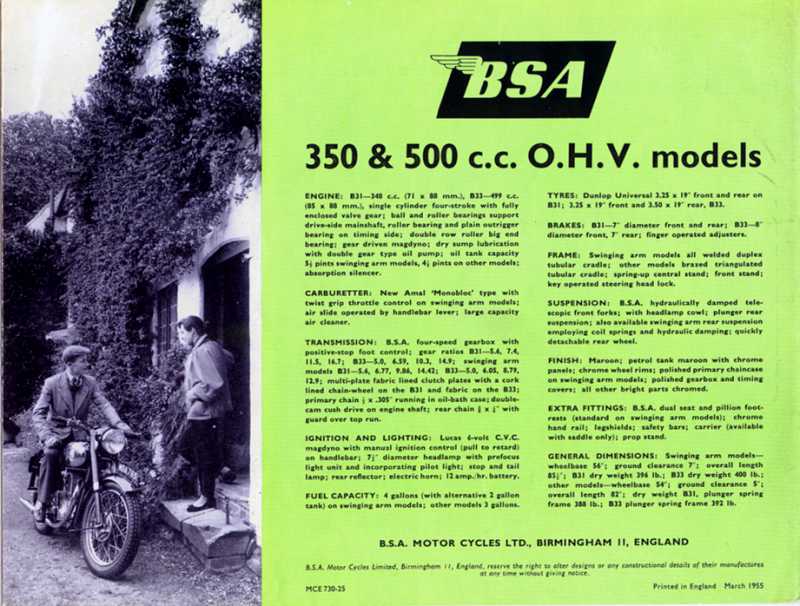 BSA
350 & 500 c.c. O.H.V. models
ENGINE: B31—348 c.c. (71 x 88 mm.), B33—499 c.c.
(85 x 88 mm.), single cylinder four-stroke with fully
enclosed valve gear; ball and roller bearings support
drive-side mainshaft, roller bearing and plain outrigger
bearing on timing side; double row roller big end
bearing; gear driven magdyno; dry sump lubrication
with double gear type oil pump; oil tank capacity
5½ pints swinging arm models, 4½ pints on other models;
absorption silencer.
CARBURETTER: New Amal 'Monobloc' type with
twist grip throttle control on swinging arm models;
air slide operated by handlebar lever; large capacity
air cleaner.
TRANSMISSION: B.S.A. four-speed gearbox with
positive-stop foot control; gear ratios B31—5.6, 7.4,
11.5, 16.7; B33—5.0, 6.59, 10.3, 14.9; swinging arm
models B31—5.6, 6.77, 9.86, 14.42; B33—5.0, 6.05, 8.79,
12.9; multi-plate fabric lined clutch plates with a cork
lined chain-wheel on the B31 and fabric on the B33;
primary chain ½ x .305" running in oil-bath case; double-
cam cush drive on engine shaft; rear chain ⅝ x ¼" with
guard over top run.
IGNITION AND LIGHTING: Lucas 6-volt C.V.C.
magdyno with manual ignition control (pull to retard)
on handlebar; 7½" diameter headlamp with prefocus
light unit and incorporating pilot light; stop and tail
lamp; rear reflector; electric horn; 12 amp./hr. battery.
FUEL CAPACITY: 4 gallons (with alternative 2 gallon
tank) on swinging arm models; other models 3 gallons.
TYRES: Dunlop Universal 3.25 x 19" front and rear on
B31; 3.25 x 19" front and 3.50 x 19" rear, B33.
BRAKES: B31—7" diameter front and rear; B33—8"
diameter front, 7" rear; finger operated adjusters.
FRAME: Swinging arm models all welded duplex
tubular cradle; other models brazed triangulated
tubular cradle; spring-up central stand; front stand;
key operated steering head lock.
SUSPENSION: B.S.A. hydraulically damped tele-
scopic front forks; with headlamp cowl; plunger rear
suspension; also available swinging arm rear suspension
employing coil springs and hydraulic damping; quickly
detachable rear wheel.
FINISH: Maroon; petrol tank maroon with chrome
panels; chrome wheel rims; polished primary chaincase
on swinging arm models; polished gearbox and timing
covers; all other bright parts chromed.
EXTRA FITTINGS: B.S.A. dual seat and pillion foot-
rests (standard on swinging arm models); chrome
hand rail; legshields; safety bars; carrier (available
with saddle only); prop stand.
GENERAL DIMENSIONS: Swinging arm models—
wheelbase 56"; ground clearance 7"; overall length
85½"; B31 dry weight 396 lb.; B33 dry weight 400 lb.;
other models—wheelbase 54"; ground clearance 5";
overall length 82"; dry weight B31, plunger spring
frame 388 lb.; B33 plunger spring frame 392 lb.
B.S.A. MOTOR CYCLES LTD., BIRMINGHAM 11, ENGLAND
B.S.A. Motor Cycles Limited, Birmingham 11, England, reserve the right to alter designs or any constructional details of their manufactures
at any time without giving notice.
MCE 730-25
Printed in England March 1955